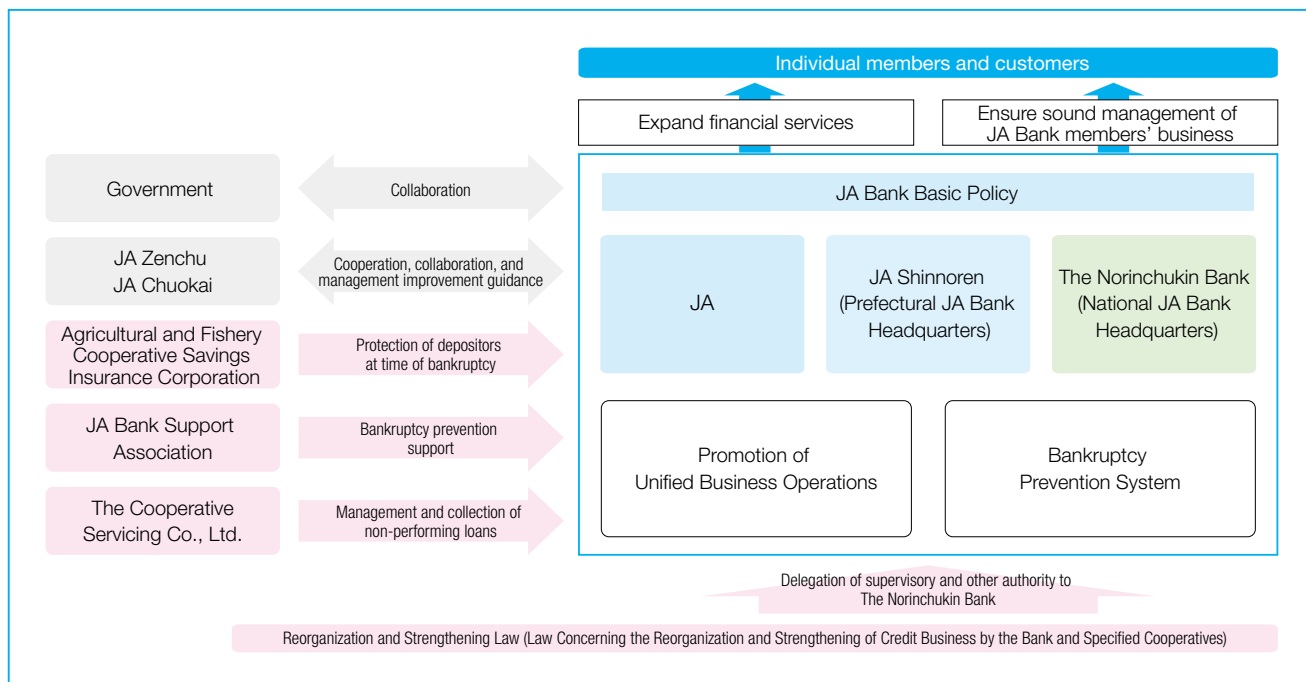 Individual members and customers
Expand financial services
Ensure sound management of
JA Bank members’ business
Government
Collaboration
JA Bank Basic Policy
JA Zenchu
JA Chuokai
Cooperation, collaboration, and
management improvement guidance
JA
JA Shinnoren
(Prefectural JA Bank
Headquarters)
The Norinchukin Bank
(National JA Bank
Headquarters)
Agricultural and Fishery
Cooperative Savings
Insurance Corporation
Protection of depositors
at time of bankruptcy
JA Bank Support
Association
Bankruptcy prevention
support
Promotion of
Unified Business Operations
Bankruptcy
Prevention System
The Cooperative
Servicing Co., Ltd.
Management and collection of
non-performing loans
Delegation of supervisory and other authority to
The Norinchukin Bank
Reorganization and Strengthening Law (Law Concerning the Reorganization and Strengthening of Credit Business by the Bank and Specified Cooperatives)